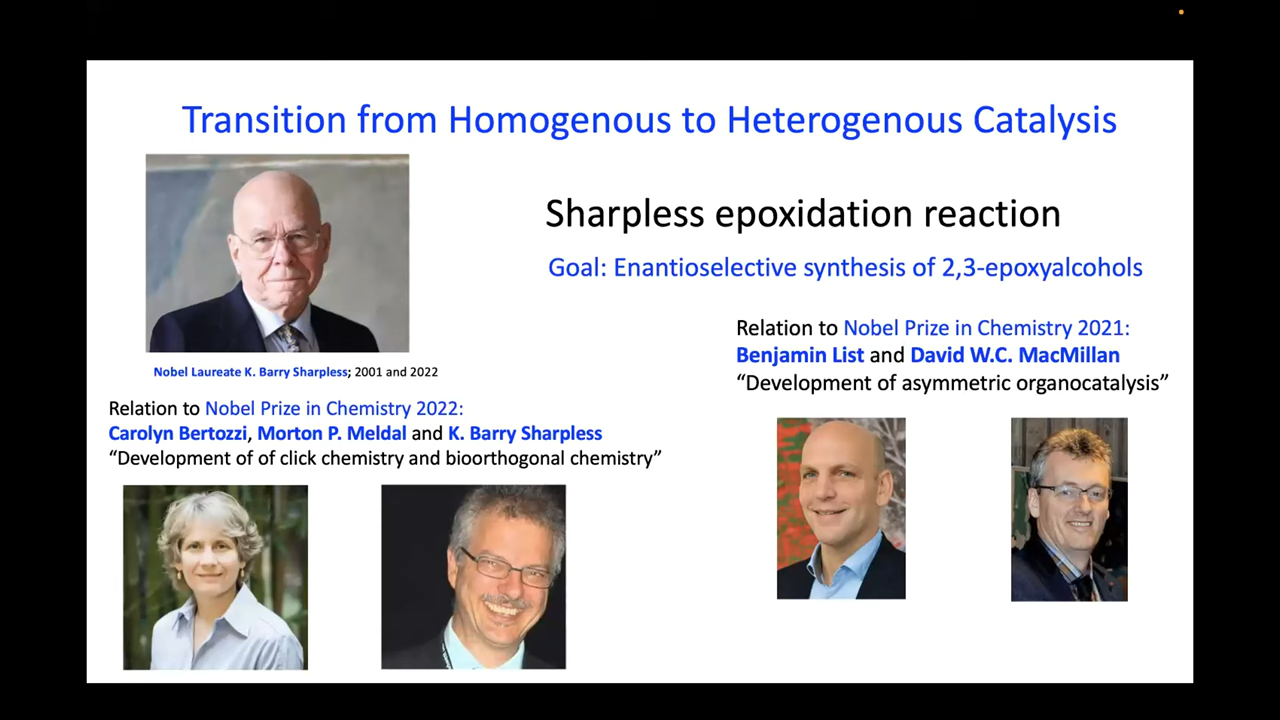 Transition from Homogenous to Heterogenous Catalysis
Sharpless epoxidation reaction
Goal: Enantioselective synthesis of 2,3-epoxyalcohols
Nobel Laureate K. Barry Sharpless; 2001 and 2022
Relation to Nobel Prize in Chemistry 2022:
Carolyn Bertozzi, Morton P. Meldal and K. Barry Sharpless
“Development of of click chemistry and bioorthogonal chemistry”
Relation to Nobel Prize in Chemistry 2021:
Benjamin List and David W.C. MacMillan
“Development of asymmetric organocatalysis”